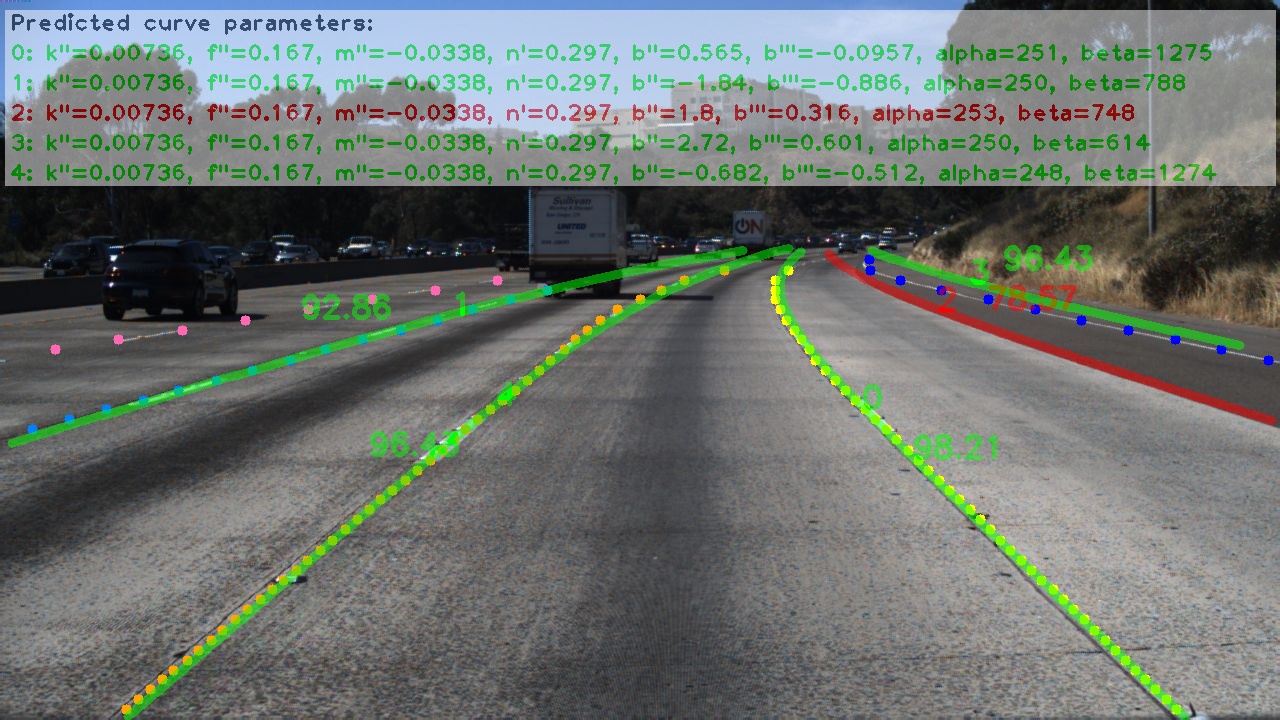 Predicted curve parameters:
0: k''=0.00736, f''=0.167, m''=−0.0338, n'=0.297, b''=0.565, b'''=−0.0957, alpha=251, beta=1275
1: k''=0.00736, f''=0.167, m''=−0.0338, n'=0.297, b''=−1.84, b'''=−0.886, alpha=250, beta=788
2: k''=0.00736, f''=0.167, m''=−0.0338, n'=0.297, b''=1.8, b'''=0.316, alpha=253, beta=748
3: k''=0.00736, f''=0.167, m''=−0.0338, n'=0.297, b''=2.72, b'''=0.601, alpha=250, beta=614
4: k''=0.00736, f''=0.167, m''=−0.0338, n'=0.297, b''=−0.682, b'''=−0.512, alpha=248, beta=1274
Sullivan
UNITED
ON
3 96.43
92.86 1
2 78.57
4
0
96.43
98.21